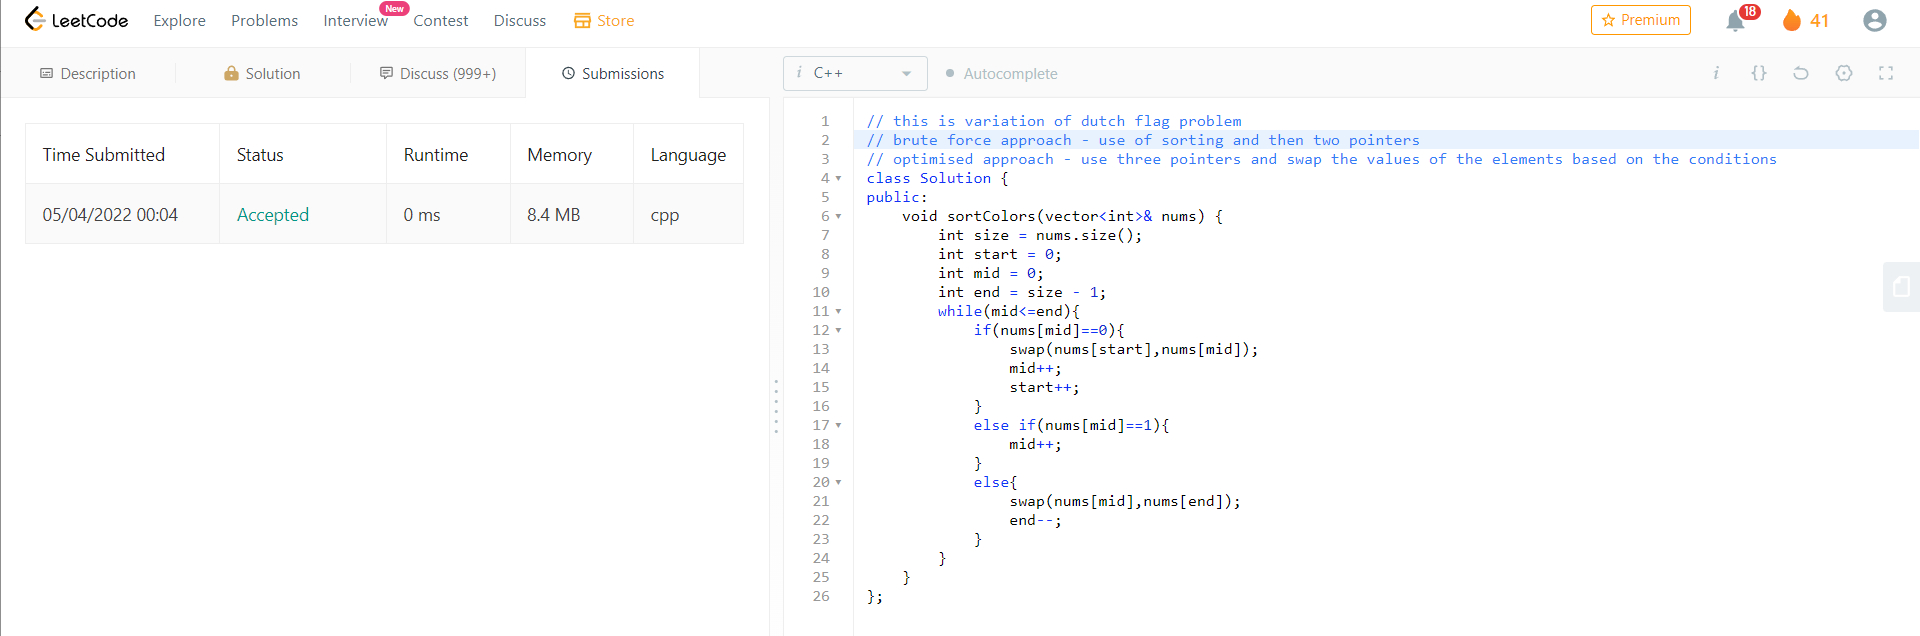 LeetCode Explore Problems Interview New Contest Discuss Store Premium 18 41
Description Solution Discuss (999+) Submissions
i C++ Autocomplete i {}
Time Submitted Status Runtime Memory Language
05/04/2022 00:04 Accepted 0 ms 8.4 MB cpp
1 // this is variation of dutch flag problem
2 // brute force approach - use of sorting and then two pointers
3 // optimised approach - use three pointers and swap the values of the elements based on the conditions
4 class Solution {
5 public:
6 void sortColors(vector<int>& nums) {
7 int size = nums.size();
8 int start = 0;
9 int mid = 0;
10 int end = size - 1;
11 while(mid<=end){
12 if(nums[mid]==0){
13 swap(nums[start],nums[mid]);
14 mid++;
15 start++;
16 }
17 else if(nums[mid]==1){
18 mid++;
19 }
20 else{
21 swap(nums[mid],nums[end]);
22 end--;
23 }
24 }
25 }
26 };